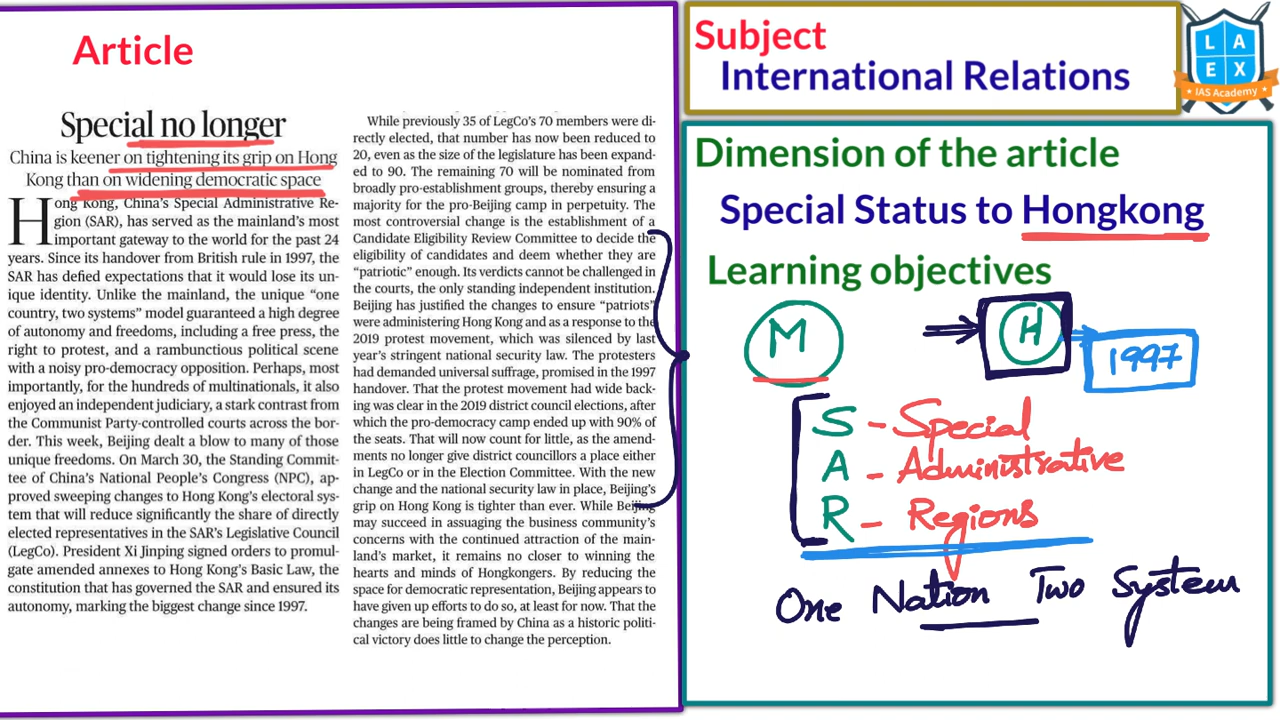 Article
Special no longer
China is keener on tightening its grip on Hong
Kong than on widening democratic space
Hong Kong, China's Special Administrative Re-
gion (SAR), has served as the mainland's most
important gateway to the world for the past 24
years. Since its handover from British rule in 1997, the
SAR has defied expectations that it would lose its un-
ique identity. Unlike the mainland, the unique “one
country, two systems” model guaranteed a high degree
of autonomy and freedoms, including a free press, the
right to protest, and a rambunctious political scene
with a noisy pro-democracy opposition. Perhaps, most
importantly, for the hundreds of multinationals, it also
enjoyed an independent judiciary, a stark contrast from
the Communist Party-controlled courts across the bor-
der. This week, Beijing dealt a blow to many of those
unique freedoms. On March 30, the Standing Commit-
tee of China's National People's Congress (NPC), ap-
proved sweeping changes to Hong Kong's electoral sys-
tem that will reduce significantly the share of directly
elected representatives in the SAR's Legislative Council
(LegCo). President Xi Jinping signed orders to promul-
gate amended annexes to Hong Kong's Basic Law, the
constitution that has governed the SAR and ensured its
autonomy, marking the biggest change since 1997.
While previously 35 of LegCo's 70 members were di-
rectly elected, that number has now been reduced to
20, even as the size of the legislature has been expand-
ed to 90. The remaining 70 will be nominated from
broadly pro-establishment groups, thereby ensuring a
majority for the pro-Beijing camp in perpetuity. The
most controversial change is the establishment of a
Candidate Eligibility Review Committee to decide the
eligibility of candidates and deem whether they are
“patriotic” enough. Its verdicts cannot be challenged in
the courts, the only standing independent institution.
Beijing has justified the changes to ensure “patriots”
were administering Hong Kong and as a response to the
2019 protest movement, which was silenced by last
year's stringent national security law. The protesters
had demanded universal suffrage, promised in the 1997
handover. That the protest movement had wide back-
ing was clear in the 2019 district council elections, after
which the pro-democracy camp ended up with 90% of
the seats. That will now count for little, as the amend-
ments no longer give district councillors a place either
in LegCo or in the Election Committee. With the new
change and the national security law in place, Beijing's
grip on Hong Kong is tighter than ever. While Beijing
may succeed in assuaging the business community's
concerns with the continued attraction of the main-
land's market, it remains no closer to winning the
hearts and minds of Hongkongers. By reducing the
space for democratic representation, Beijing appears to
have given up efforts to do so, at least for now. That the
changes are being framed by China as a historic politi-
cal victory does little to change the perception.
Subject
International Relations
LA
EX
IAS Academy
Dimension of the article
Special Status to Hongkong
Learning objectives
M
H
1997
S - Special
A - Administrative
R - Regions
One Nation Two System